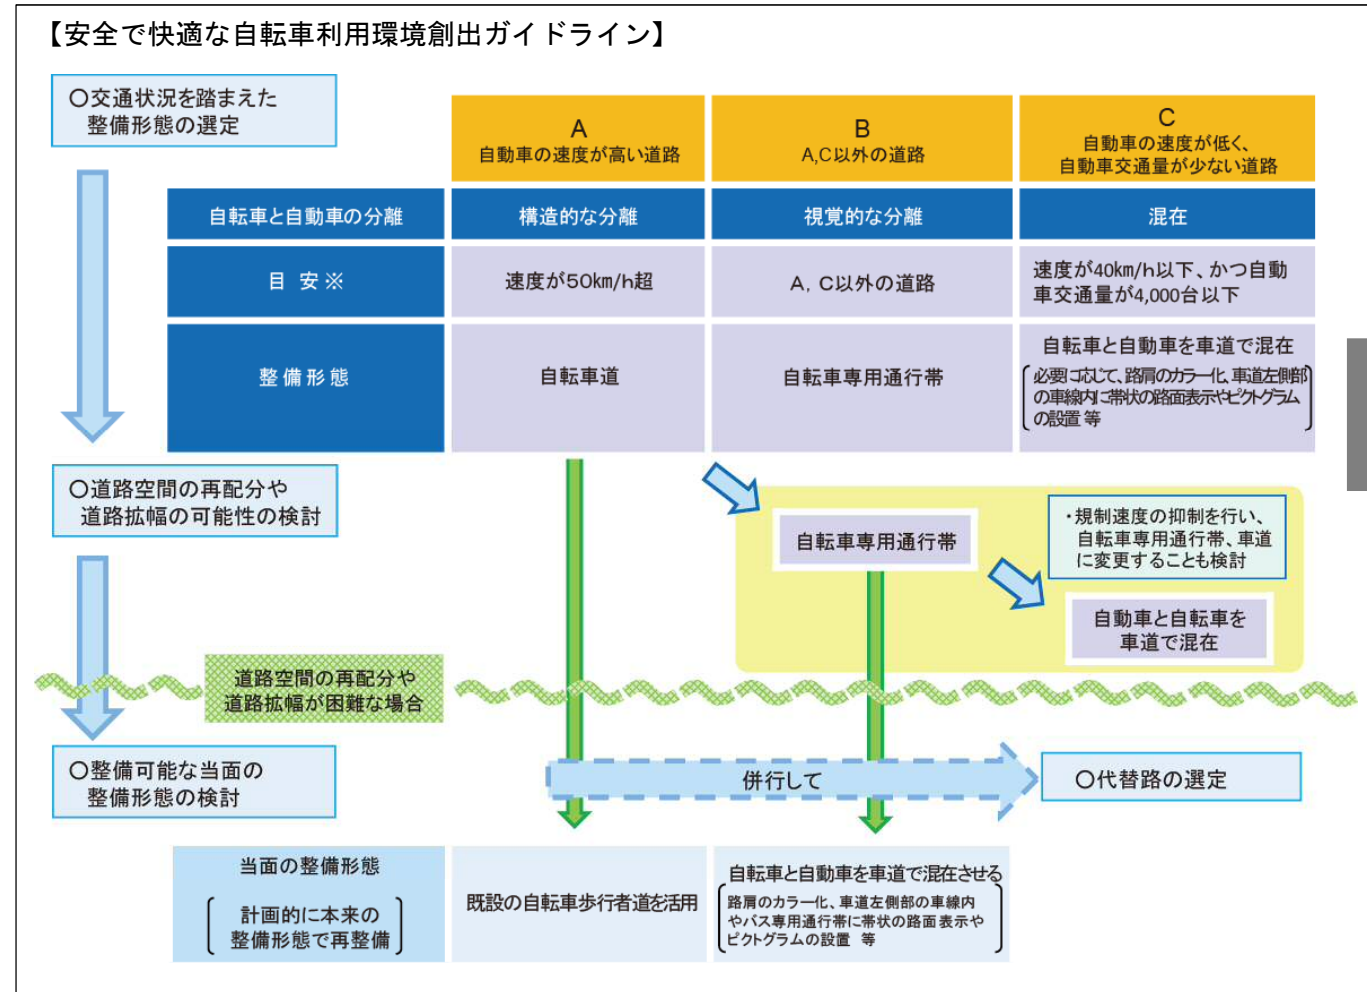 【安全で快適な自転車利用環境創出ガイドライン】
〇交通状況を踏まえた
整備形態の選定
A
自動車の速度が高い道路
B
A,C以外の道路
C
自動車の速度が低く、
自動車交通量が少ない道路
自転車と自動車の分離
構造的な分離
視覚的な分離
混在
目安※
速度が50km/h超
A，C以外の道路
速度が40km/h以下、かつ自動
車交通量が4,000台以下
整備形態
自転車道
自転車専用通行帯
自転車と自動車を車道で混在
必要に応じて、路肩のカラー化、車道左側部
の車線内に帯状の路面表示やピクトグラム
の設置等
〇道路空間の再配分や
道路拡幅の可能性の検討
自転車専用通行帯
・規制速度の抑制を行い、
自転車専用通行帯、車道
に変更することも検討
自動車と自転車を
車道で混在
道路空間の再配分や
道路拡幅が困難な場合
〇整備可能な当面の
整備形態の検討
併行して
〇代替路の選定
当面の整備形態
計画的に本来の
整備形態で再整備
既設の自転車歩行者道を活用
自転車と自動車を車道で混在させる
路肩のカラー化、車道左側部の車線内
やバス専用通行帯に帯状の路面表示や
ピクトグラムの設置 等